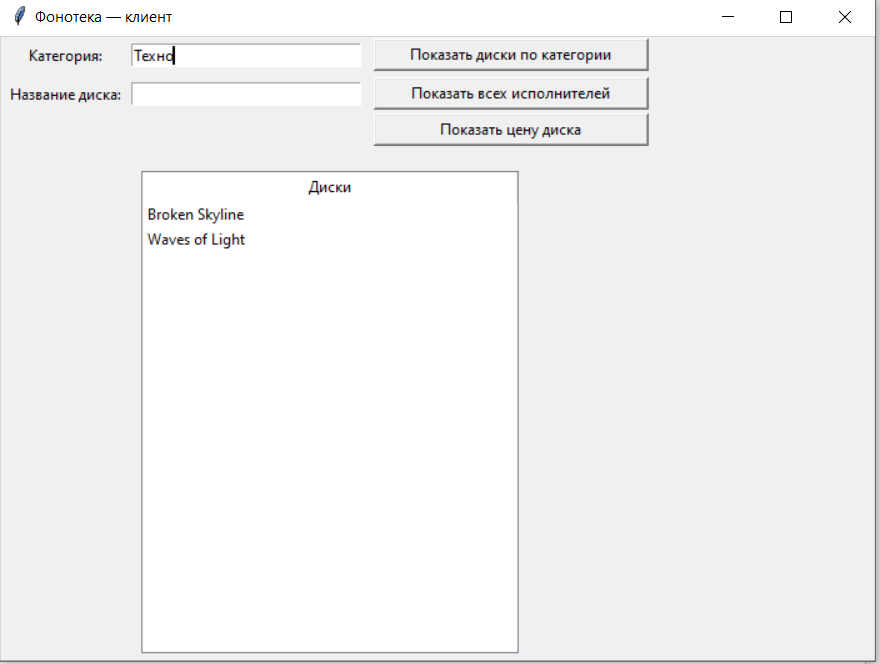 Фонотека — клиент
Категория: Техно Показать диски по категории
Название диска: Показать всех исполнителей
Показать цену диска
Диски
Broken Skyline
Waves of Light